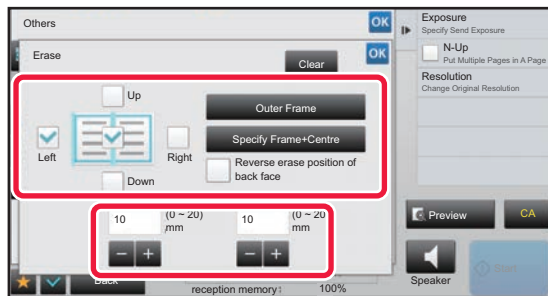 Others
OK
Exposure
Specify Send Exposure
Erase
Clear
OK
N-Up
Put Multiple Pages in A Page
Resolution
Change Original Resolution
Up
Outer Frame
Left
Right
Specify Frame+Centre
Reverse erase position of
back face
Down
10
(0 ~ 20)
mm
10
(0 ~ 20
mm
Preview
CA
Back
reception memory:
100%
Speaker
Start